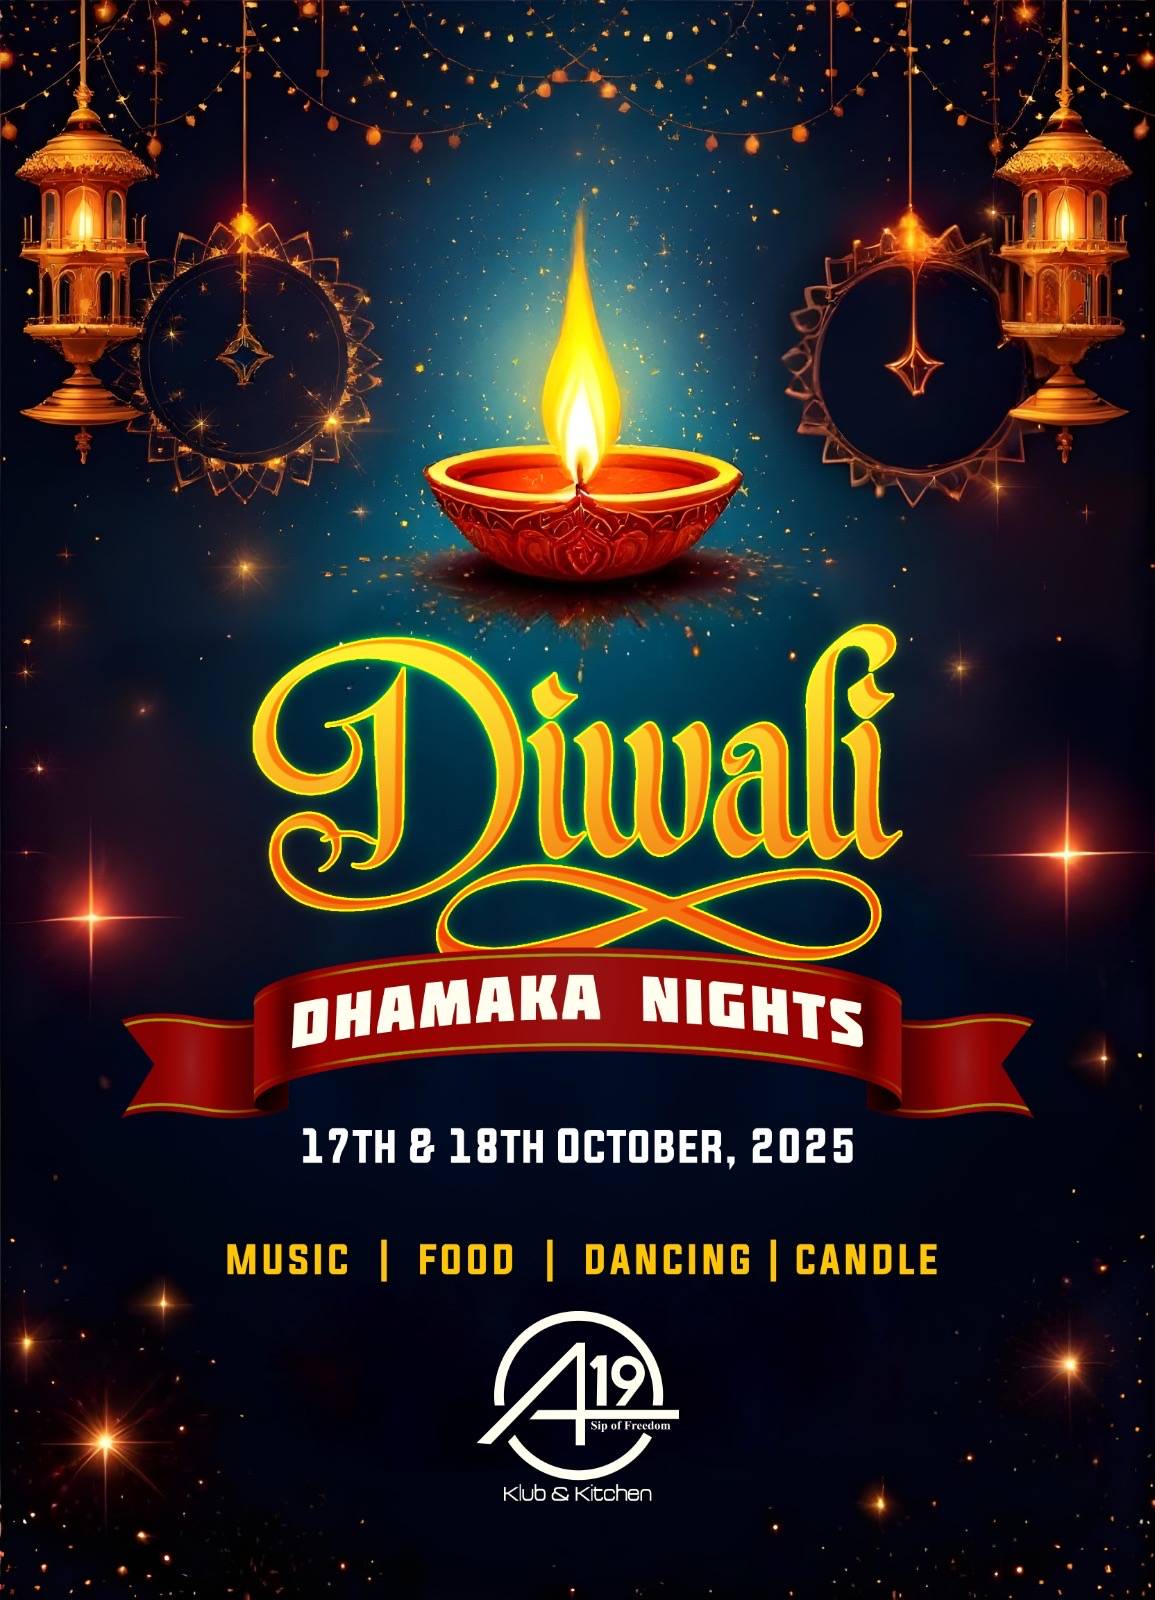 Diwali
DHAMAKA NIGHTS
17TH & 18TH OCTOBER, 2025
MUSIC | FOOD | DANCING | CANDLE
A19
Sip of Freedom
Klub & Kitchen